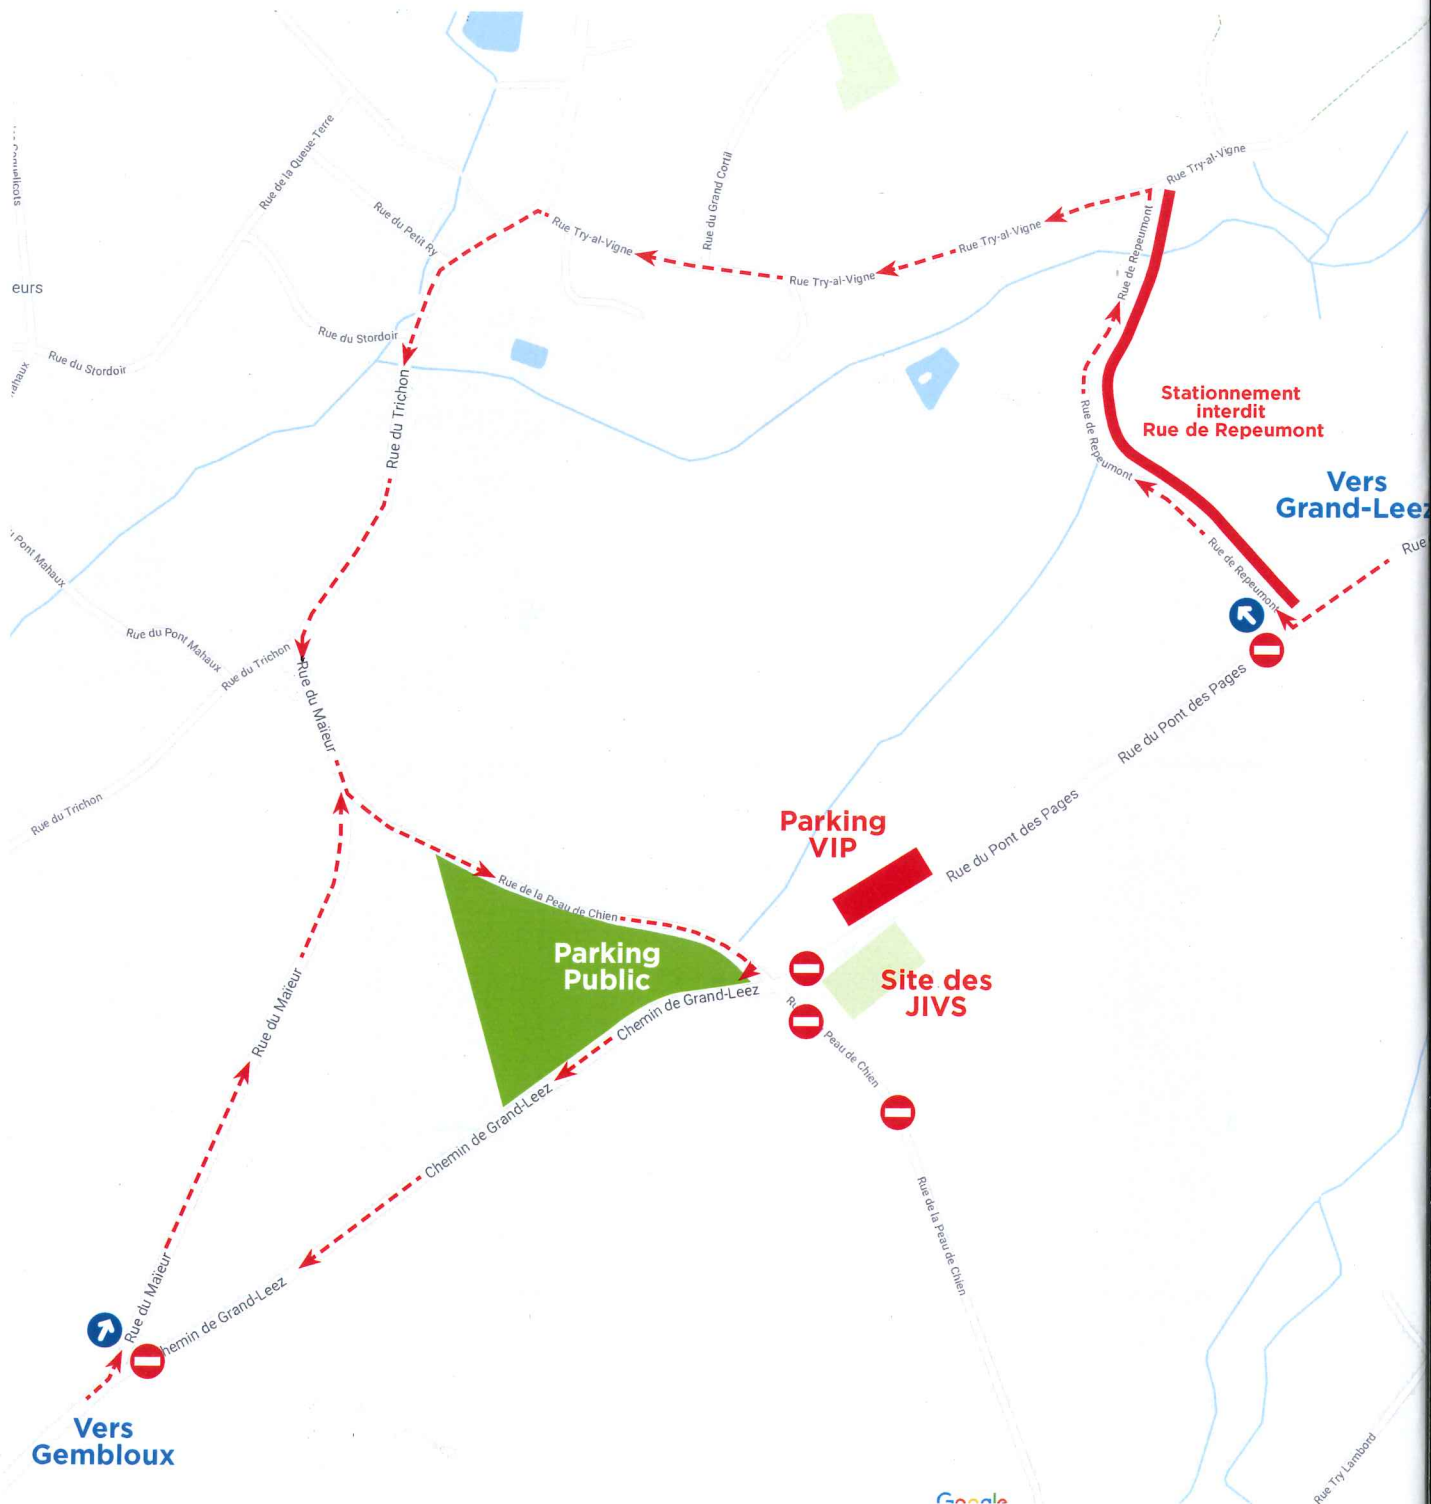 Rue de la Queue-Terre
Rue du Petit Ry
Rue du Grand Cortil
Rue Try-al-Vigne
Rue Try-al-Vigne
Rue Try-al-Vigne
Rue Try-al-Vigne
Rue de Repeumont
eurs
Rue du Stordoir
Rue du Stordoir
Rue du Trichon
Stationnement
interdit
Rue de Repeumont
Rue de Repeumont
Vers
Grand-Leez
Rue
Rue de Repeumont
u Pont Mahaux
Rue du Pont Mahaux
Rue du Trichon
Rue du Maïeur
Rue du Pont des Pages
Rue du Trichon
Parking
VIP
Rue du Pont des Pages
Rue de la Peau de Chien
Parking
Public
Site des
JIVS
Chemin de Grand-Leez
Peau de Chien
Rue du Maïeur
Chemin de Grand-Leez
Rue de la Peau de Chien
Rue du Maïeur
hemin de Grand-Leez
Vers
Gembloux
Rue Try Lambord
Google